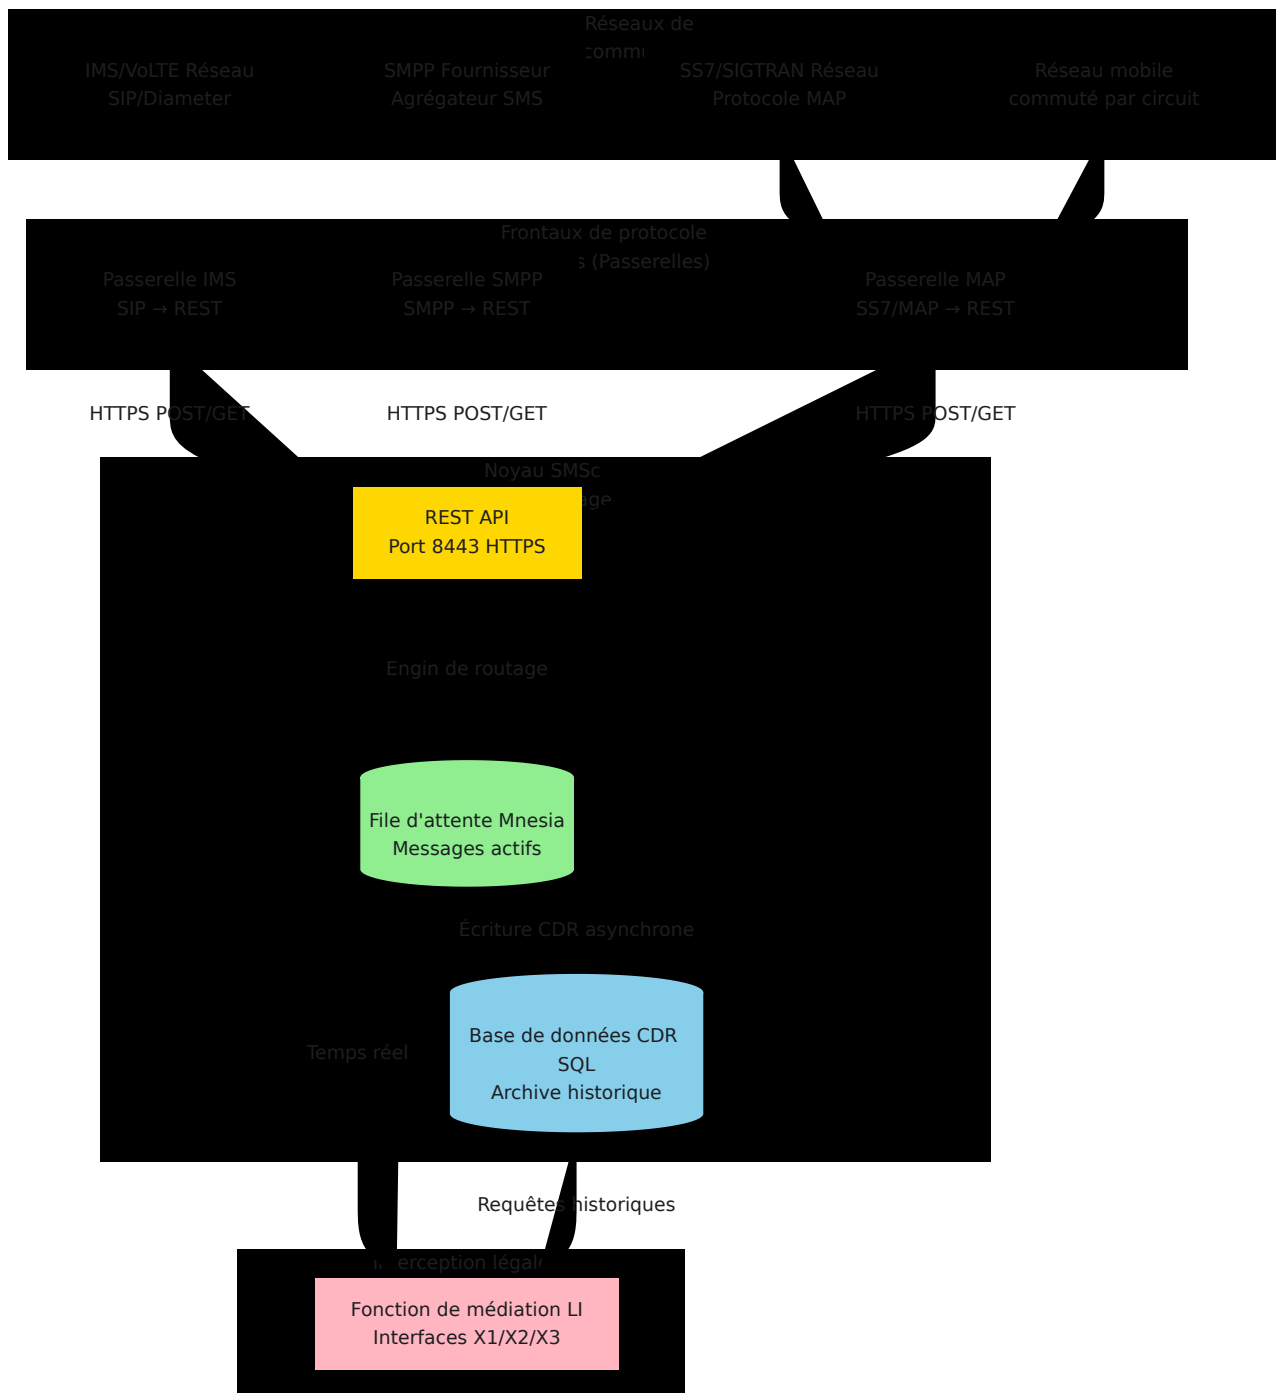 Réseaux de
IMS/VoLTE Réseau
SIP/Diameter
SMPP Fournisseur
Agrégateur SMS
SS7/SIGTRAN Réseau
Protocole MAP
Réseau mobile
commuté par circuit
Frontaux de protocole
(Passerelles)
Passerelle IMS
SIP → REST
Passerelle SMPP
SMPP → REST
Passerelle MAP
SS7/MAP → REST
HTTPS POST/GET
HTTPS POST/GET
HTTPS POST/GET
Noyau SMSc
REST API
Port 8443 HTTPS
Engin de routage
File d'attente Mnesia
Messages actifs
Écriture CDR asynchrone
Temps réel
Base de données CDR
SQL
Archive historique
Requêtes historiques
Interception légale
Fonction de médiation LI
Interfaces X1/X2/X3